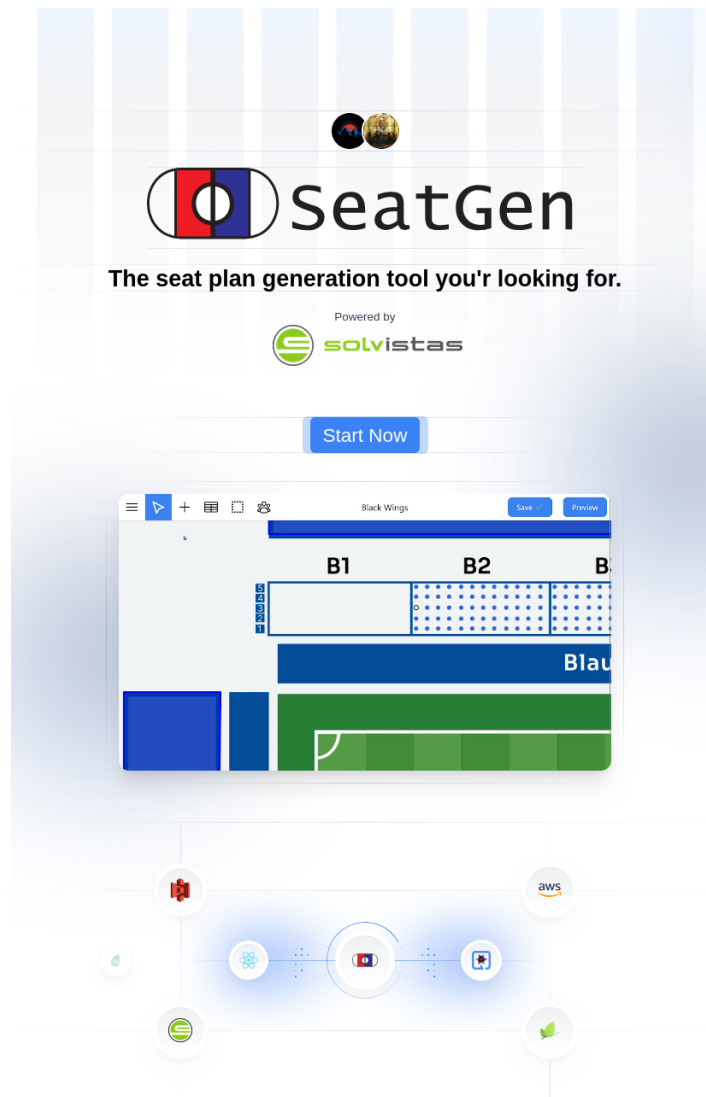 SeatGen
The seat plan generation tool you'r looking for.
Powered by
solvistas
Start Now
Black Wings
Save
Preview
B1
B2
5
4
3
2
1
Blau
aws